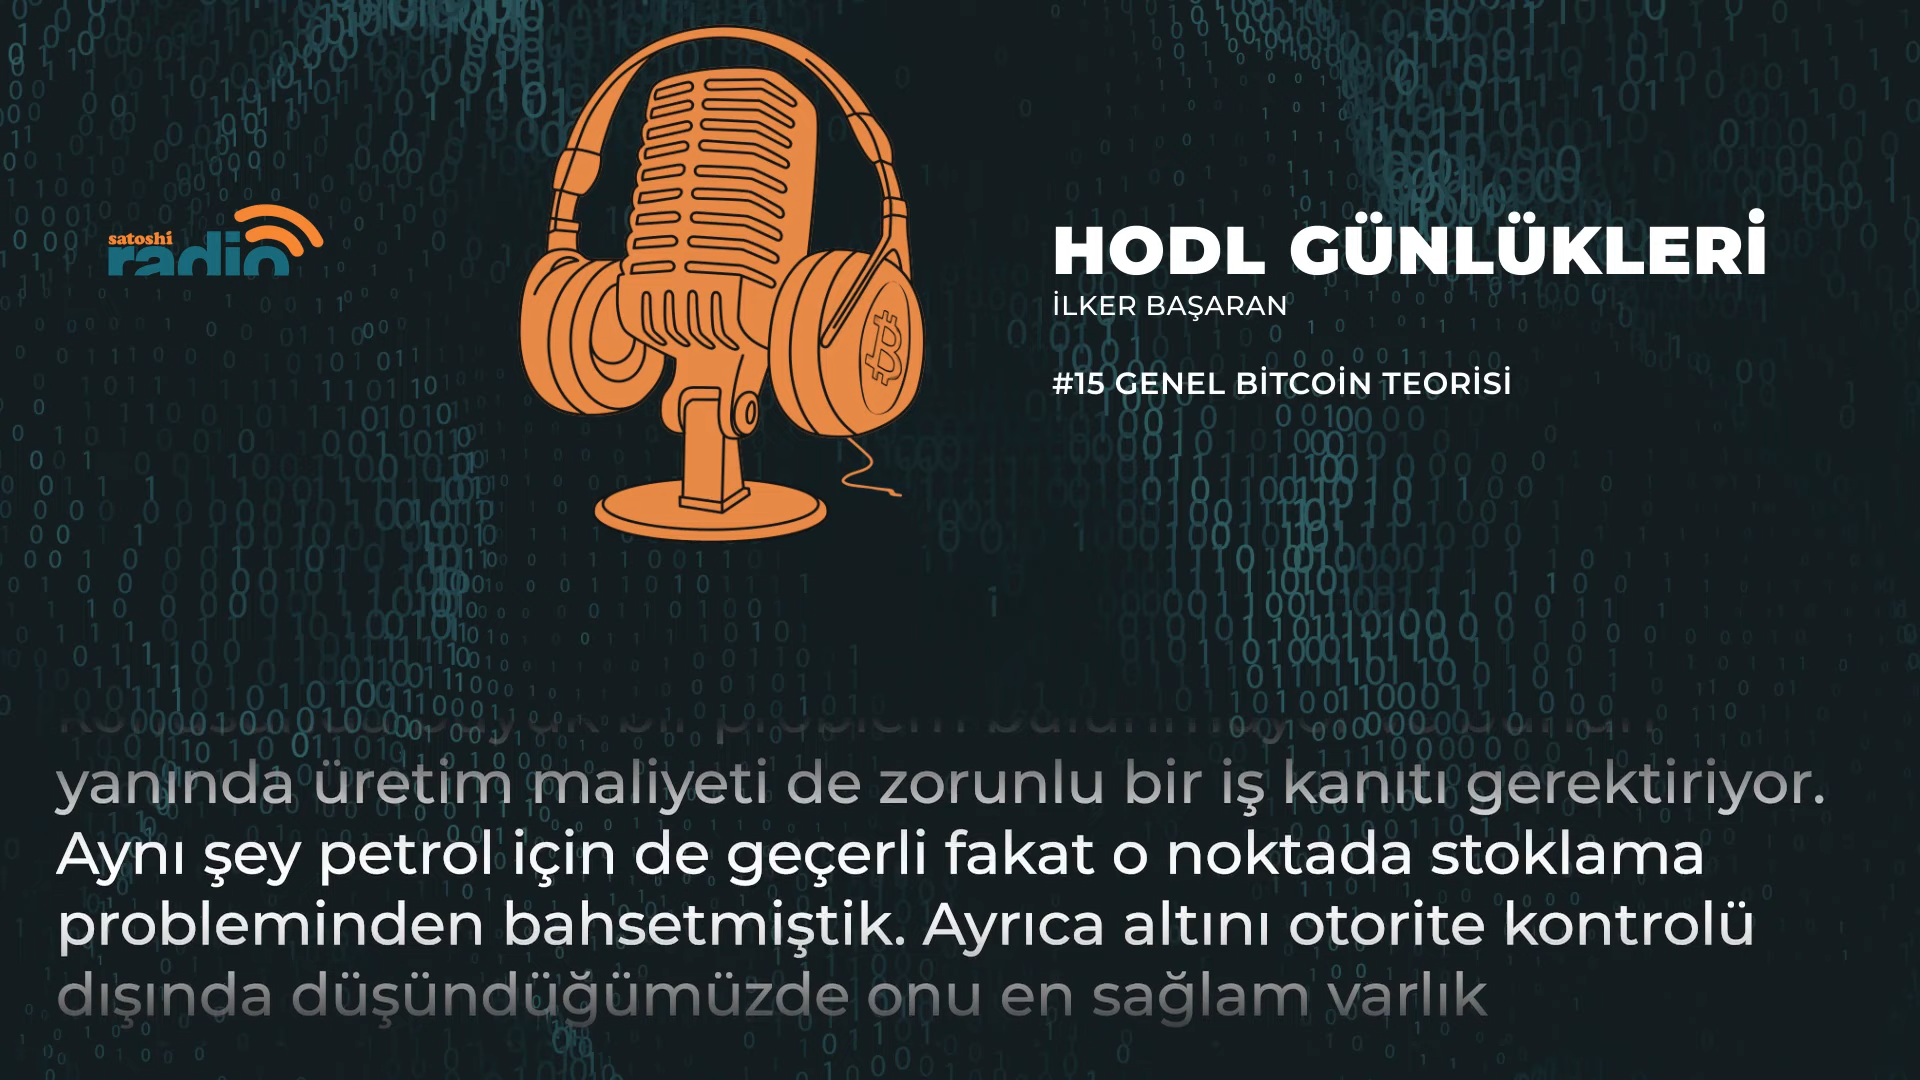 satoshi
radio
HODL GÜNLÜKLERİ
İLKER BAŞARAN
#15 GENEL BİTCOİN TEORİSİ
bir problem
yanında üretim maliyeti de zorunlu bir iş kanıtı gerektiriyor.
Aynı şey petrol için de geçerli fakat o noktada stoklama
probleminden bahsetmiştik. Ayrıca altını otorite kontrolü
dışında düşündüğümüzde onu en sağlam varlık